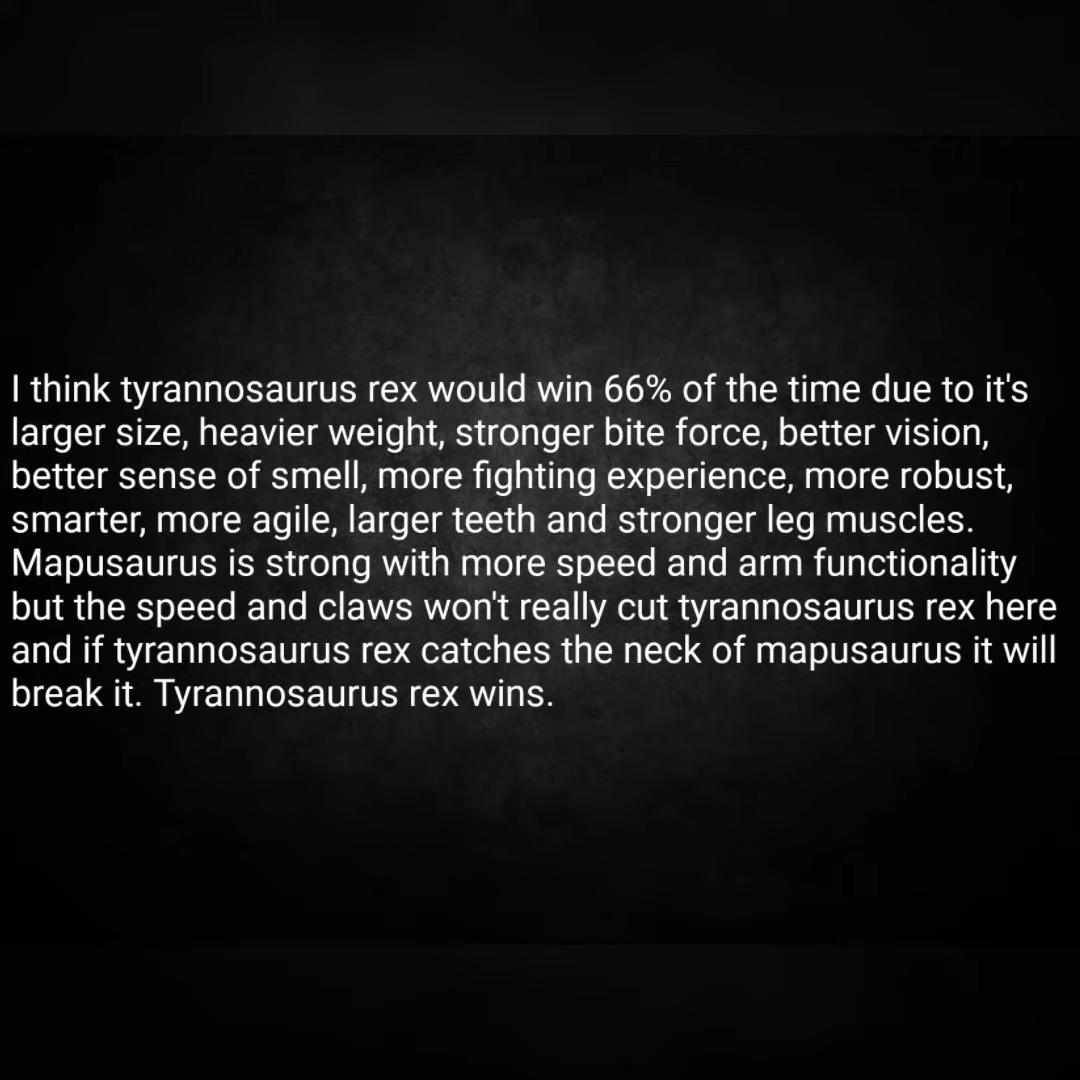 I think tyrannosaurus rex would win 66% of the time due to it's
larger size, heavier weight, stronger bite force, better vision,
better sense of smell, more fighting experience, more robust,
smarter, more agile, larger teeth and stronger leg muscles.
Mapusaurus is strong with more speed and arm functionality
but the speed and claws won't really cut tyrannosaurus rex here
and if tyrannosaurus rex catches the neck of mapusaurus it will
break it. Tyrannosaurus rex wins.